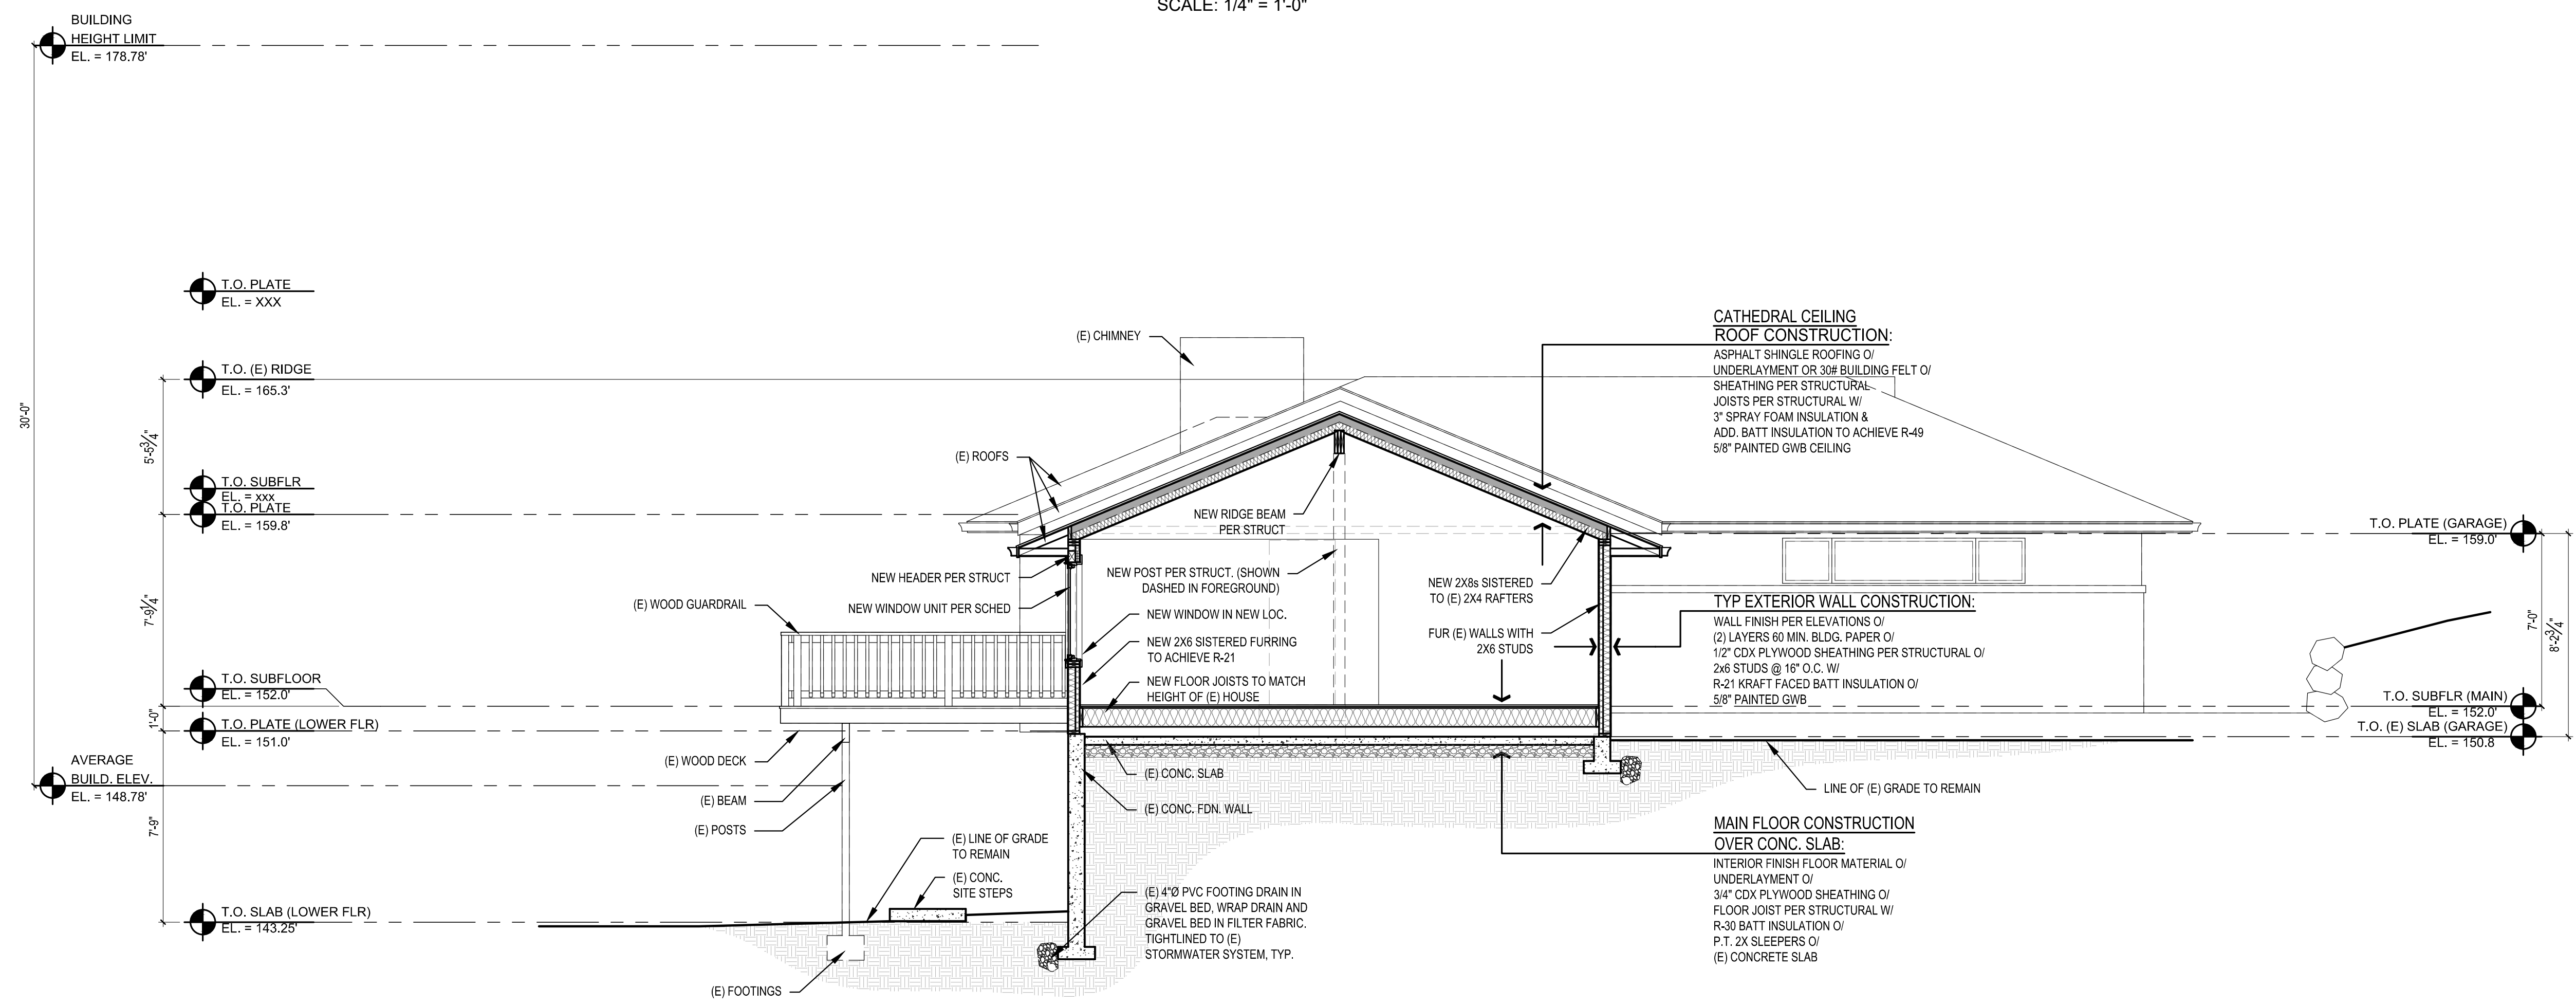 SCALE: 1/4" = 1'-0"
BUILDING
HEIGHT LIMIT
EL. = 178.78'
30'-0"
T.O. PLATE
EL. = XXX
T.O. (E) RIDGE
EL. = 165.3'
5'-5 3/4"
T.O. SUBFLR
EL. = xxx
T.O. PLATE
EL. = 159.8'
7'-9 1/4"
T.O. SUBFLOOR
EL. = 152.0'
1'-0"
T.O. PLATE (LOWER FLR)
EL. = 151.0'
AVERAGE
BUILD. ELEV.
EL. = 148.78'
7'-9"
T.O. SLAB (LOWER FLR)
EL. = 143.25'
(E) CHIMNEY
(E) ROOFS
NEW RIDGE BEAM
PER STRUCT
NEW HEADER PER STRUCT
NEW WINDOW UNIT PER SCHED
(E) WOOD GUARDRAIL
NEW POST PER STRUCT. (SHOWN
DASHED IN FOREGROUND)
NEW WINDOW IN NEW LOC.
NEW 2X6 SISTERED FURRING
TO ACHIEVE R-21
NEW FLOOR JOISTS TO MATCH
HEIGHT OF (E) HOUSE
NEW 2X8s SISTERED
TO (E) 2X4 RAFTERS
FUR (E) WALLS WITH
2X6 STUDS
(E) WOOD DECK
(E) BEAM
(E) POSTS
(E) CONC. SLAB
(E) CONC. FDN. WALL
(E) LINE OF GRADE
TO REMAIN
(E) CONC.
SITE STEPS
(E) 4"Ø PVC FOOTING DRAIN IN
GRAVEL BED, WRAP DRAIN AND
GRAVEL BED IN FILTER FABRIC.
TIGHTLINED TO (E)
STORMWATER SYSTEM, TYP.
(E) FOOTINGS
CATHEDRAL CEILING
ROOF CONSTRUCTION:
ASPHALT SHINGLE ROOFING O/
UNDERLAYMENT OR 30# BUILDING FELT O/
SHEATHING PER STRUCTURAL
JOISTS PER STRUCTURAL W/
3" SPRAY FOAM INSULATION &
ADD. BATT INSULATION TO ACHIEVE R-49
5/8" PAINTED GWB CEILING
TYP EXTERIOR WALL CONSTRUCTION:
WALL FINISH PER ELEVATIONS O/
(2) LAYERS 60 MIN. BLDG. PAPER O/
1/2" CDX PLYWOOD SHEATHING PER STRUCTURAL O/
2x6 STUDS @ 16" O.C. W/
R-21 KRAFT FACED BATT INSULATION O/
5/8" PAINTED GWB
LINE OF (E) GRADE TO REMAIN
MAIN FLOOR CONSTRUCTION
OVER CONC. SLAB:
INTERIOR FINISH FLOOR MATERIAL O/
UNDERLAYMENT O/
3/4" CDX PLYWOOD SHEATHING O/
FLOOR JOIST PER STRUCTURAL W/
R-30 BATT INSULATION O/
P.T. 2X SLEEPERS O/
(E) CONCRETE SLAB
T.O. PLATE (GARAGE)
EL. = 159.0'
7'-0"
8'-2 3/4"
T.O. SUBFLR (MAIN)
EL. = 152.0'
T.O. (E) SLAB (GARAGE)
EL. = 150.8